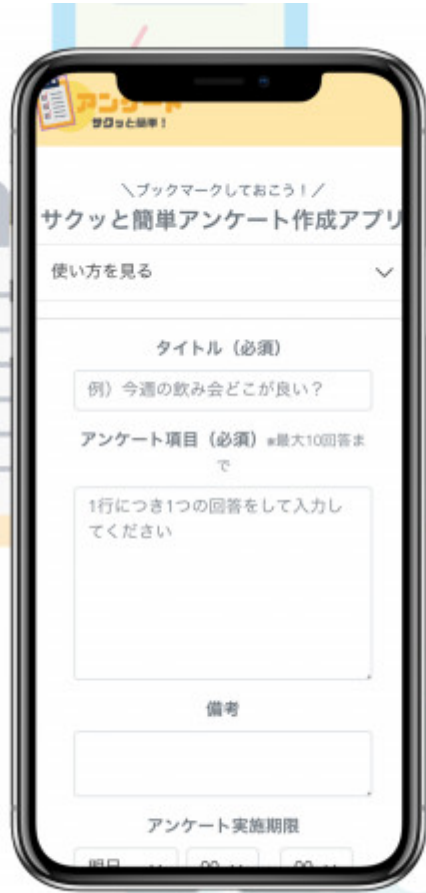 アンケート
サクッと簡単！
＼ブックマークしておこう！／
サクッと簡単アンケート作成アプリ
使い方を見る
タイトル（必須）
例）今週の飲み会どこが良い？
アンケート項目（必須）※最大10回答ま
で
1行につき1つの回答をして入力し
てください
備考
アンケート実施期限
明日 00 00